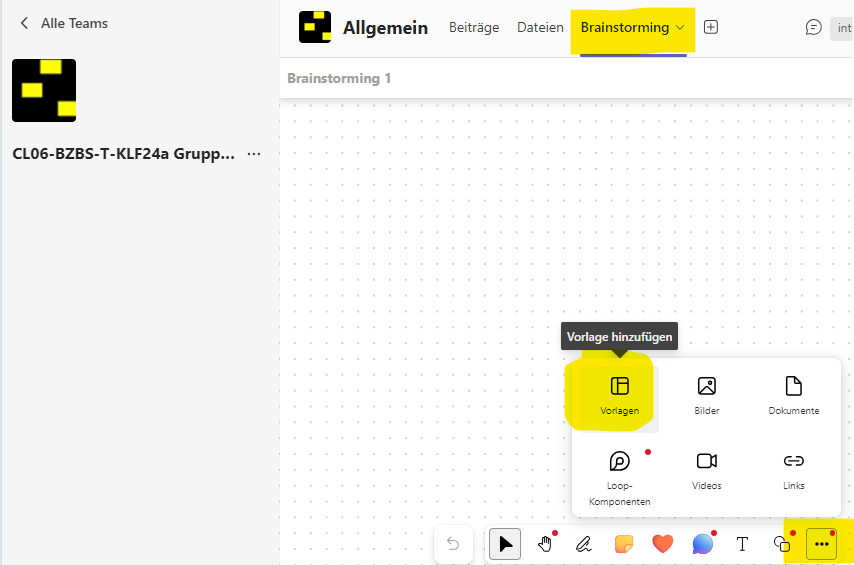 Alle Teams
Allgemein Beiträge Dateien Brainstorming
Brainstorming 1
CL06-BZBS-T-KLF24a Grupp...
Vorlage hinzufügen
Vorlagen Bilder Dokumente
Loop-
Komponenten Videos Links